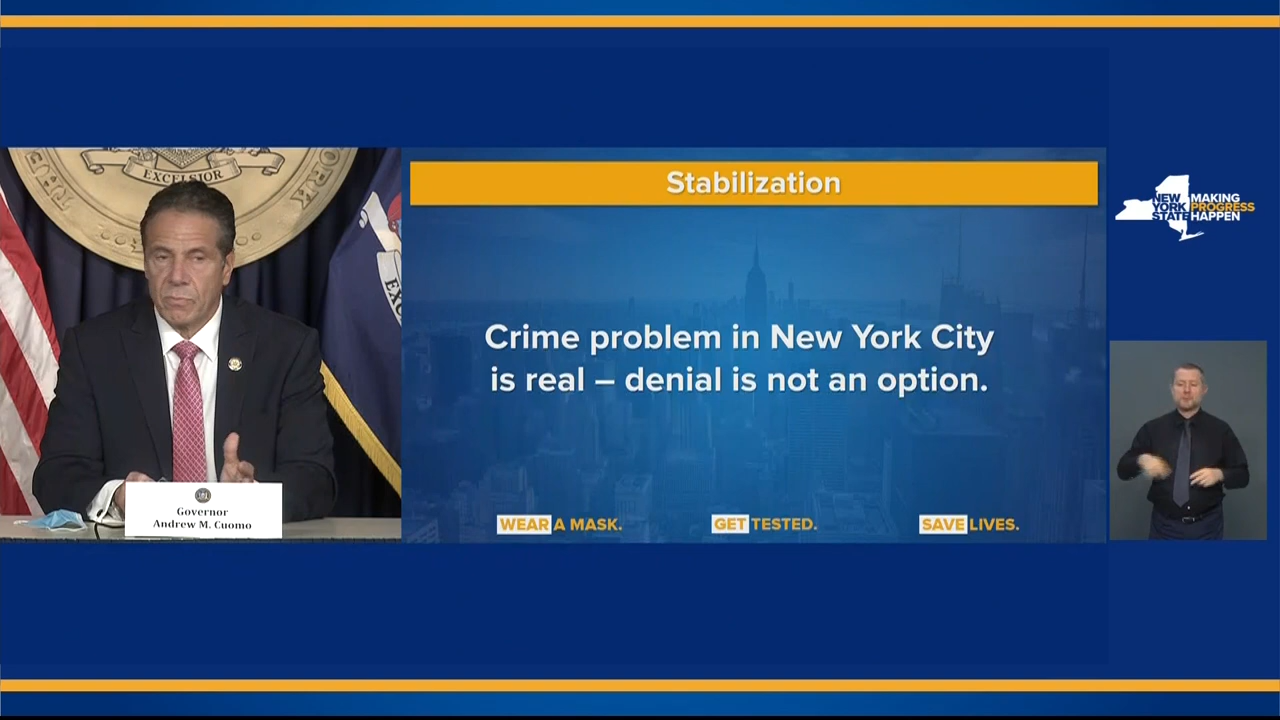 EXCELSIOR
Governor
Andrew M. Cuomo
Stabilization
Crime problem in New York City
is real – denial is not an option.
WEAR A MASK.
GET TESTED.
SAVE LIVES.
NEW
YORK
STATE
MAKING
PROGRESS
HAPPEN